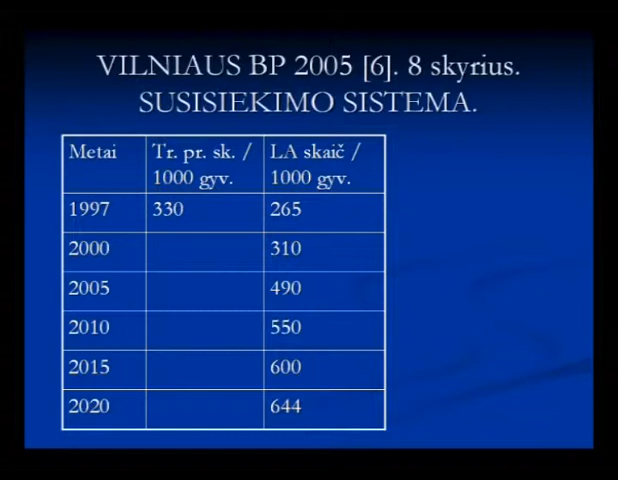 VILNIAUS BP 2005 [6]. 8 skyrius.
SUSISIEKIMO SISTEMA.
Metai Tr. pr. sk. / LA skaič /
1000 gyv. 1000 gyv.
1997 330 265
2000 310
2005 490
2010 550
2015 600
2020 644